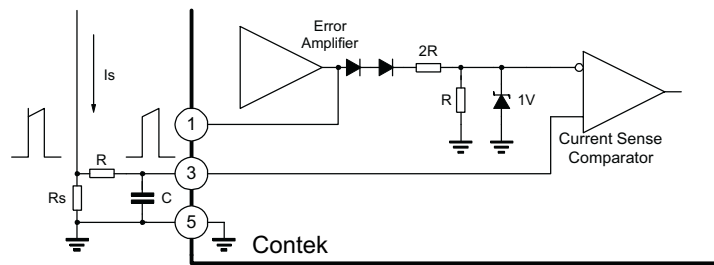 Error
Amplifier
2R
Is
R
1V
1
Current Sense
Comparator
R
3
Rs
C
5
Contek